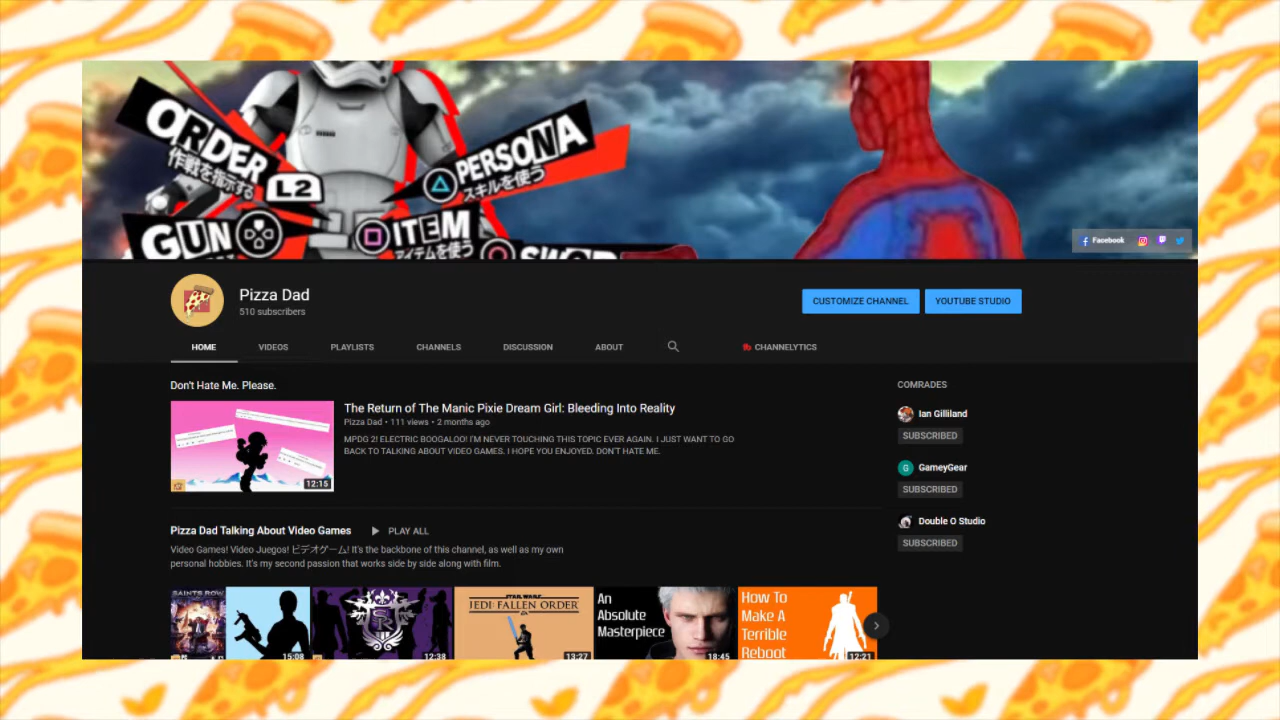 ORDER
作戦を指示する
L2
PERSONA
スキルを使う
GUN
ITEM
アイテムを使う
SWORD
Facebook
Pizza Dad
510 subscribers
CUSTOMIZE CHANNEL
YOUTUBE STUDIO
HOME
VIDEOS
PLAYLISTS
CHANNELS
DISCUSSION
ABOUT
CHANNELYTICS
Don't Hate Me. Please.
The Return of The Manic Pixie Dream Girl: Bleeding Into Reality
Pizza Dad • 111 views • 2 months ago
MPDG 2! ELECTRIC BOOGALOO! I'M NEVER TOUCHING THIS TOPIC EVER AGAIN. I JUST WANT TO GO
BACK TO TALKING ABOUT VIDEO GAMES. I HOPE YOU ENJOYED. DON'T HATE ME.
12:15
COMRADES
Ian Gilliland
SUBSCRIBED
G
GameyGear
SUBSCRIBED
Double O Studio
SUBSCRIBED
Pizza Dad Talking About Video Games
PLAY ALL
Video Games! Video Juegos! ビデオゲーム! It's the backbone of this channel, as well as my own
personal hobbies. It's my second passion that works side by side along with film.
SAINTS ROW
15:08
SR
12:38
STAR WARS
JEDI: FALLEN ORDER
13:27
An
Absolute
Masterpiece
18:45
How To
Make A
Terrible
Reboot
12:21